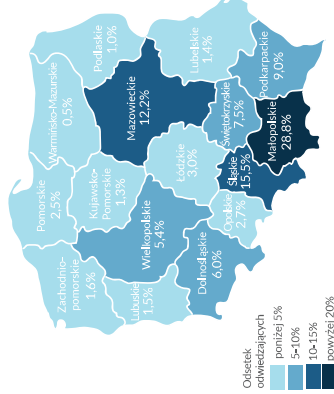 Pomorskie
2,5%
Warmińsko-Mazurskie
0,5%
Podlaskie
1,0%
Zachodnio-
pomorskie
1,6%
Kujawsko-
Pomorskie
1,3%
Mazowieckie
12,2%
Lubuskie
1,5%
Wielkopolskie
5,4%
Łódzkie
3,0%
Lubelskie
1,4%
Dolnośląskie
6,0%
Opolskie
2,7%
Śląskie
15,5%
Świętokrzyskie
7,5%
Małopolskie
28,8%
Podkarpackie
9,0%
Odsetek
odwiedzających
poniżej 5%
5-10%
10-15%
powyżej 20%